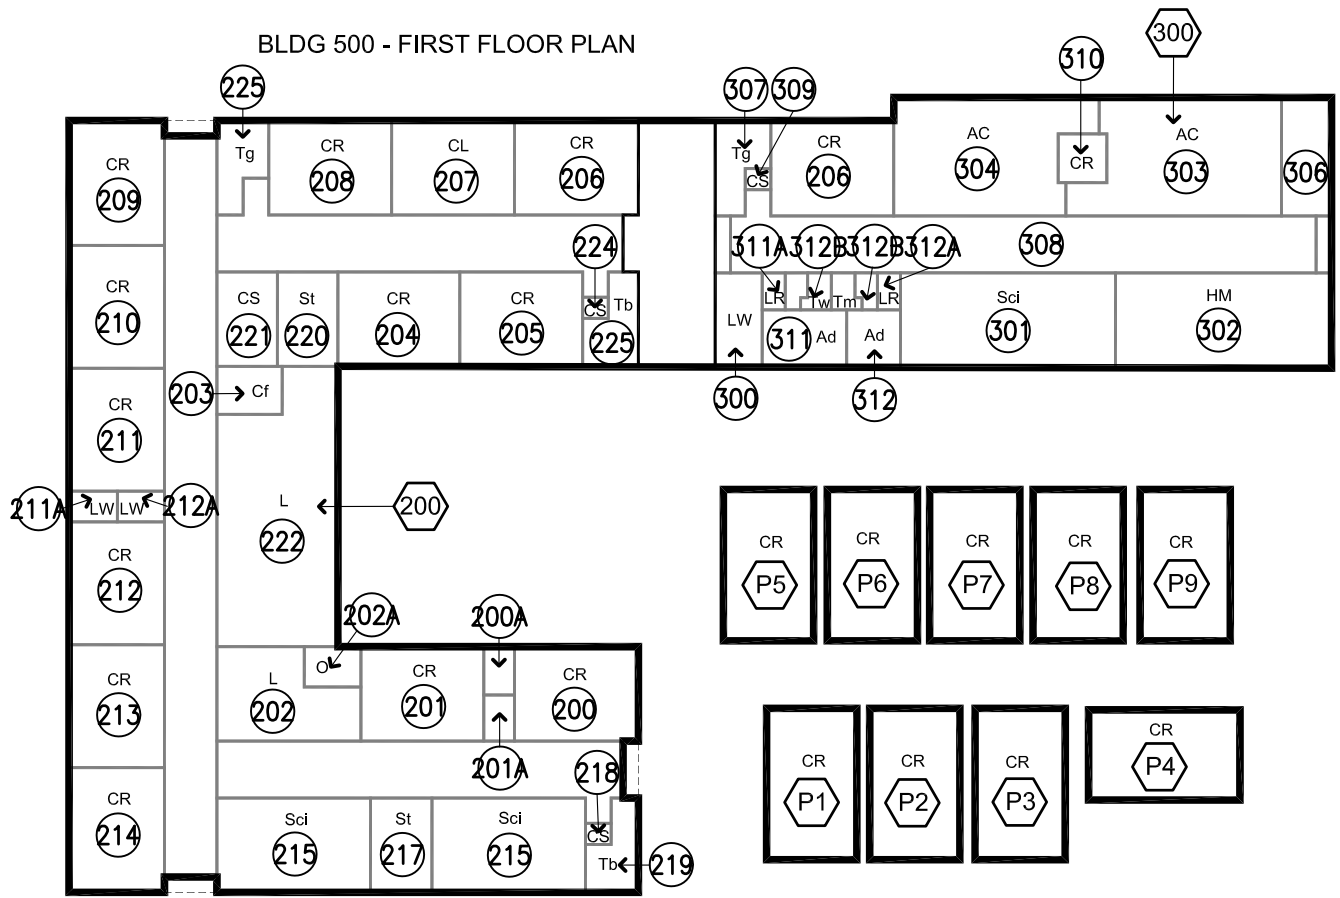 BLDG 500 - FIRST FLOOR PLAN
300
310
225
307
309
CR
209
Tg
CR
208
CL
207
CR
206
Tg
CS
CR
206
AC
304
CR
AC
303
306
224
311A
312B
312B
312A
308
CR
210
CS
221
St
220
CR
204
CR
205
CS
Tb
225
LW
LR
Tw
Tm
LR
311
Ad
Ad
Sci
301
HM
302
203
Cf
300
312
CR
211
211A
LW
LW
212A
L
222
200
CR
212
CR
P5
CR
P6
CR
P7
CR
P8
CR
P9
202A
200A
CR
213
L
202
O
CR
201
CR
200
201A
218
CR
214
Sci
215
St
217
Sci
215
CS
Tb
219
CR
P1
CR
P2
CR
P3
CR
P4